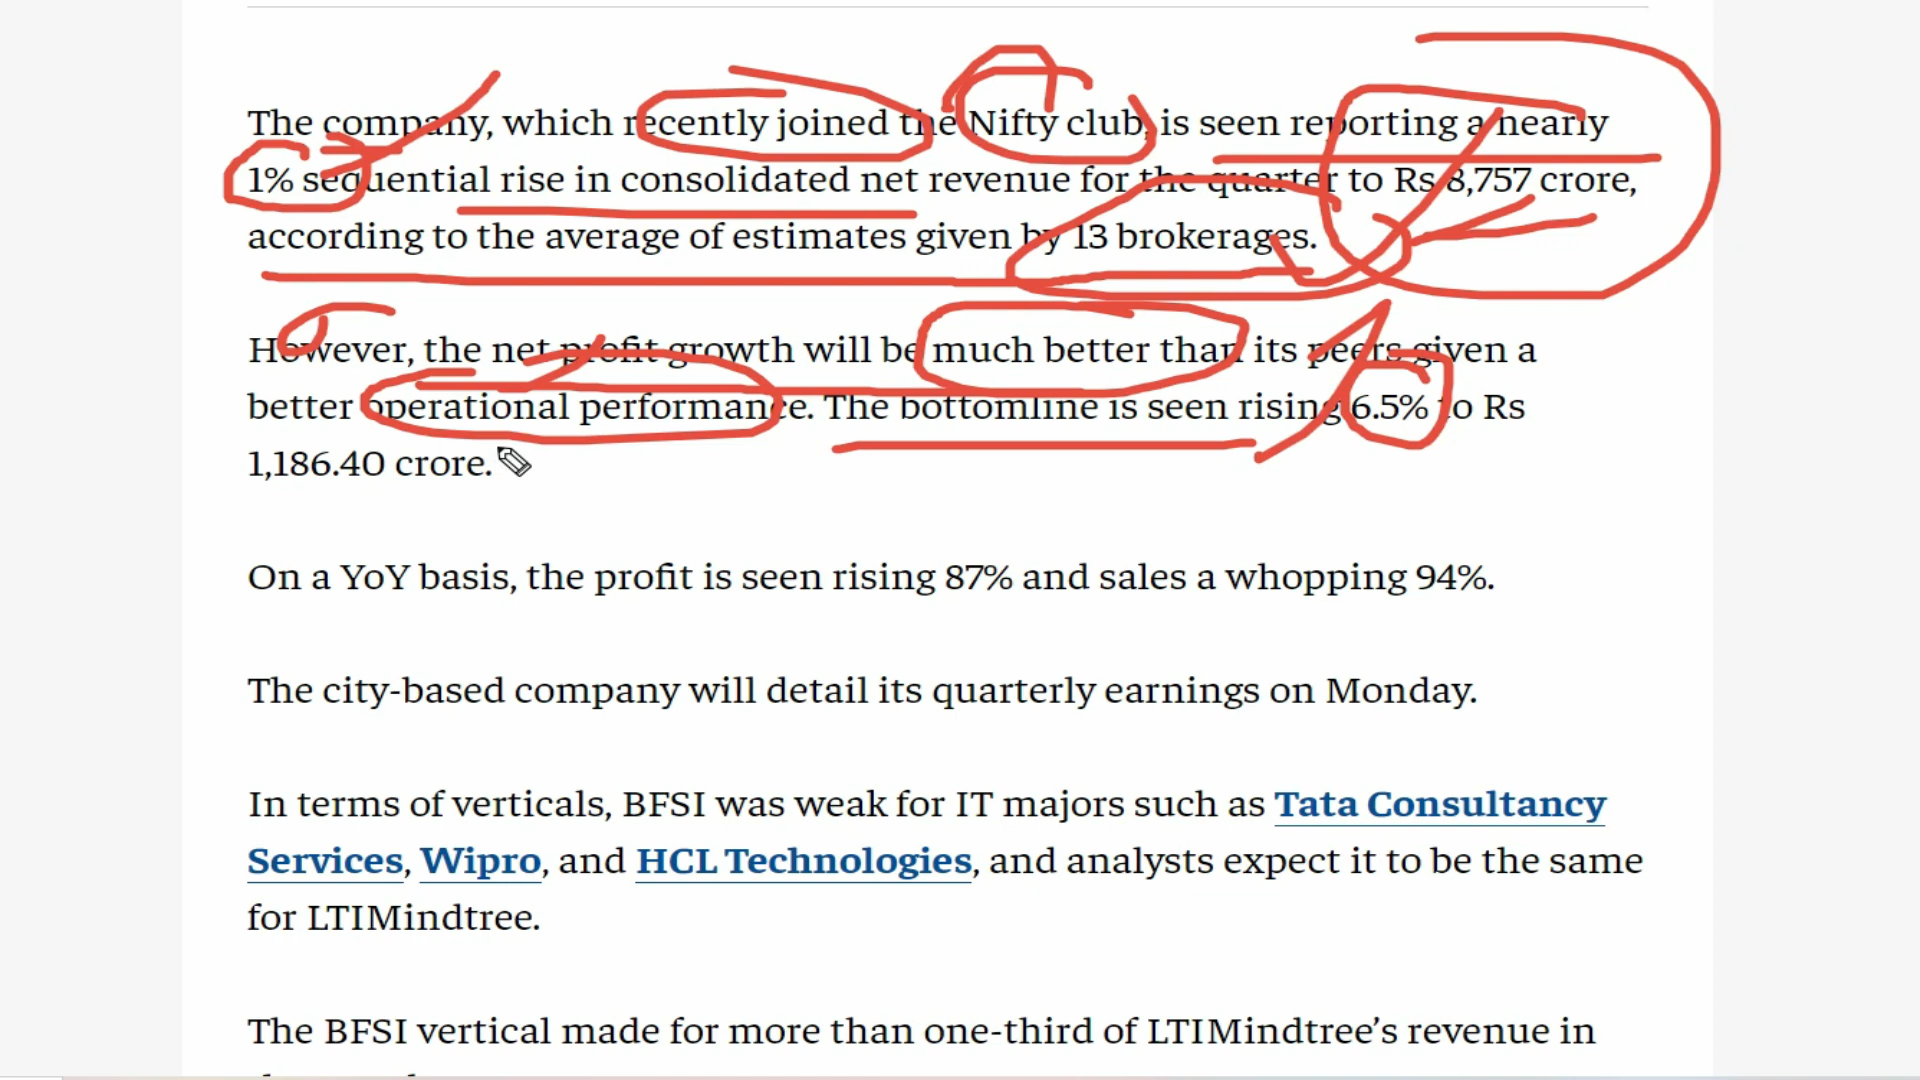 The company, which recently joined the Nifty club, is seen reporting a nearly
1% sequential rise in consolidated net revenue for the quarter to Rs 8,757 crore,
according to the average of estimates given by 13 brokerages.
However, the net profit growth will be much better than its peers given a
better operational performance. The bottomline is seen rising 6.5% to Rs
1,186.40 crore.
On a YoY basis, the profit is seen rising 87% and sales a whopping 94%.
The city-based company will detail its quarterly earnings on Monday.
In terms of verticals, BFSI was weak for IT majors such as Tata Consultancy
Services, Wipro, and HCL Technologies, and analysts expect it to be the same
for LTIMindtree.
The BFSI vertical made for more than one-third of LTIMindtree’s revenue in